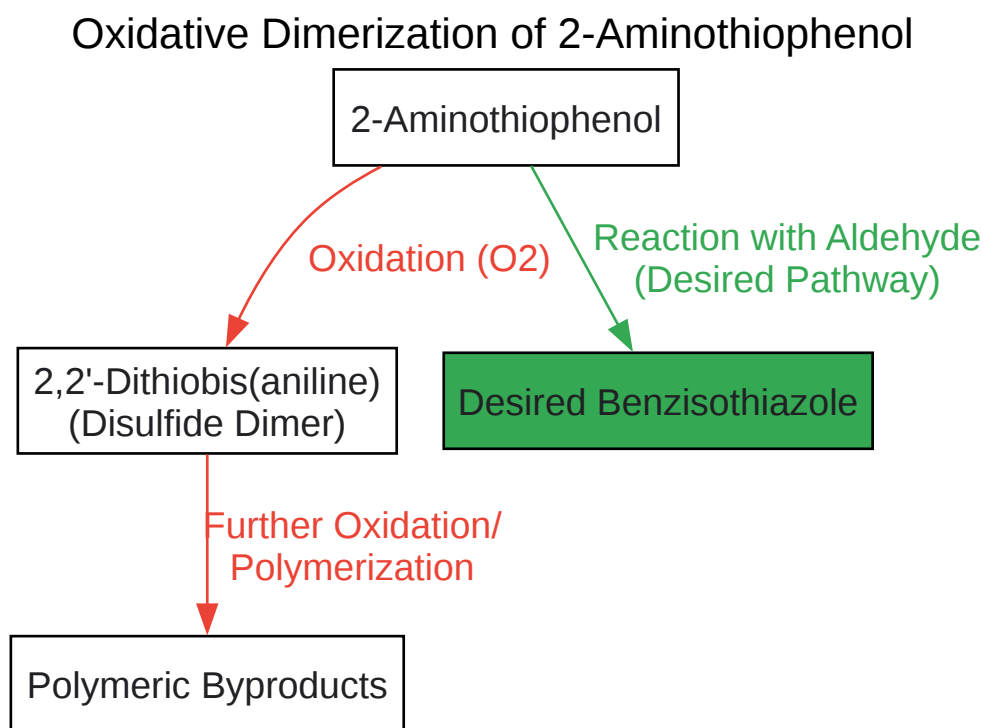 Oxidative Dimerization of 2-Aminothiophenol
2-Aminothiophenol
Oxidation (O2)
Reaction with Aldehyde
(Desired Pathway)
2,2'-Dithiobis(aniline)
(Disulfide Dimer)
Desired Benzisothiazole
Further Oxidation/
Polymerization
Polymeric Byproducts